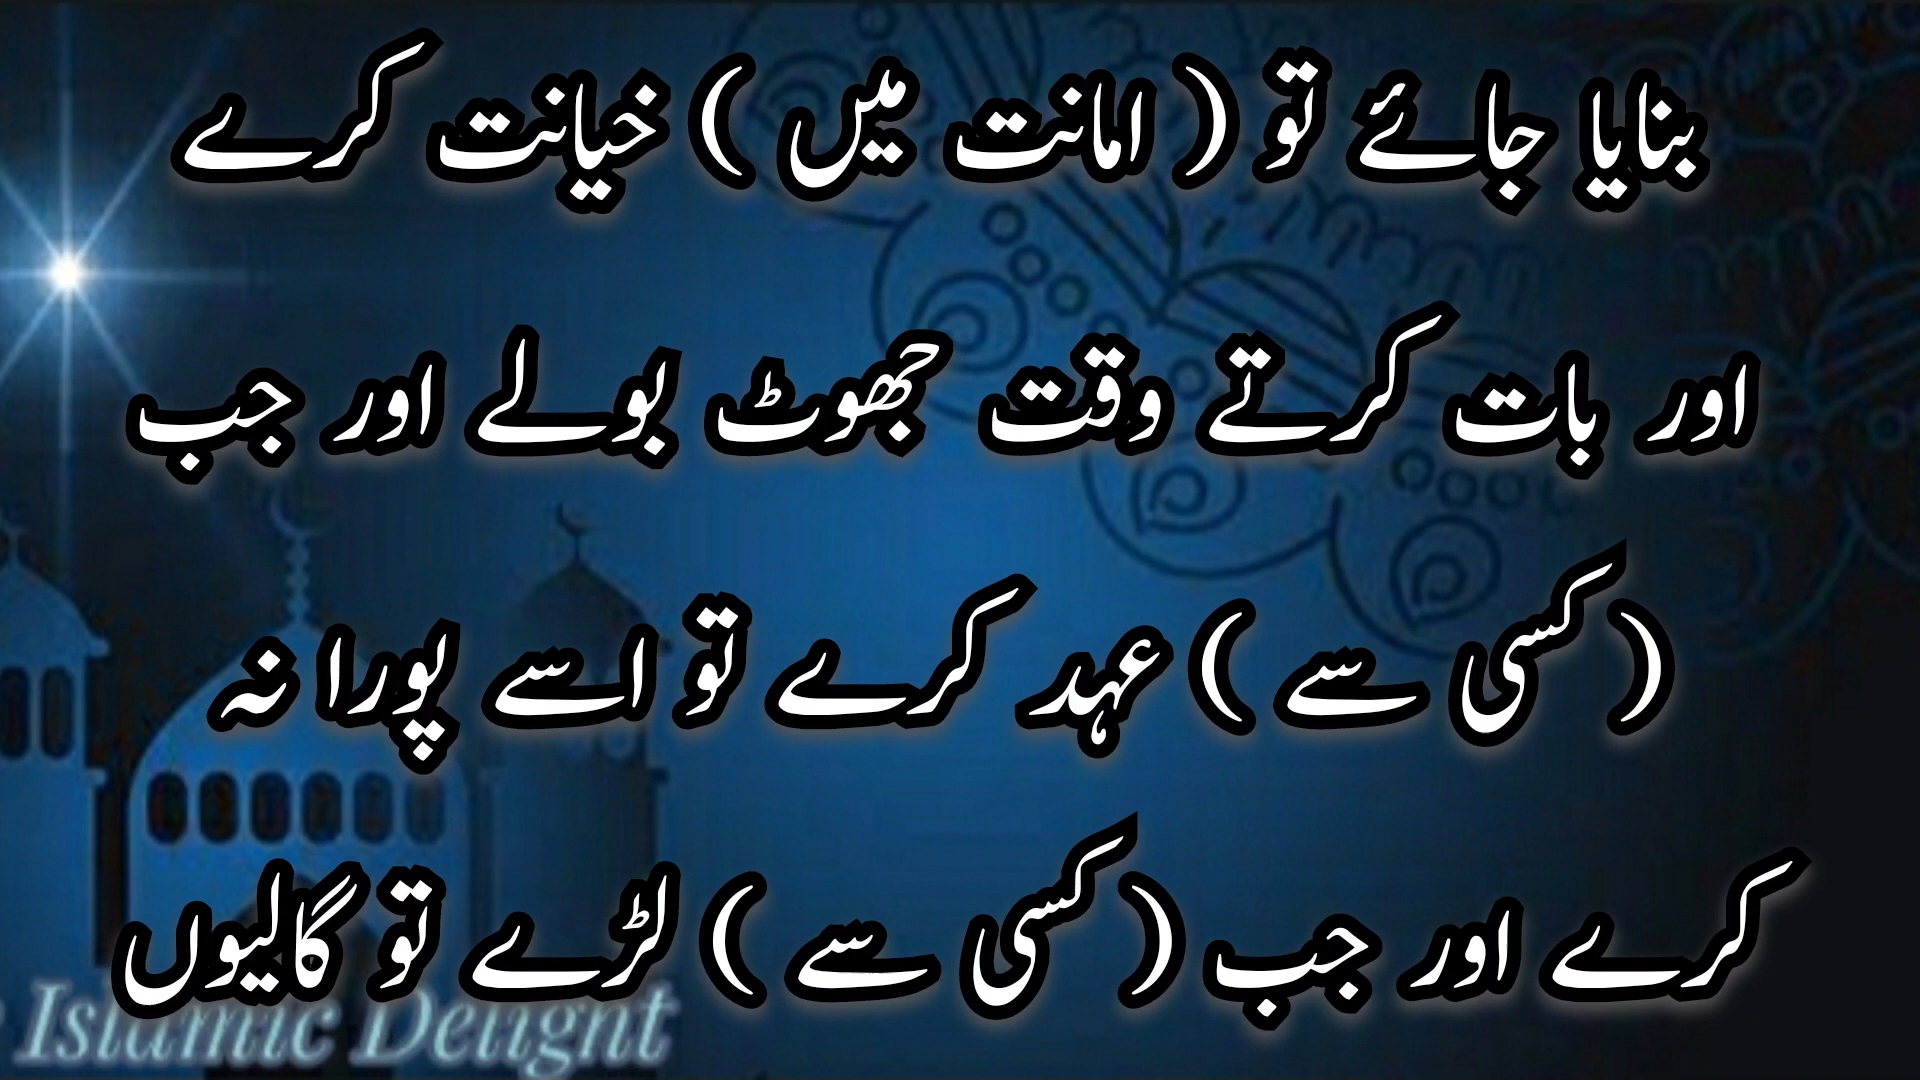 بنایا جائے تو ( امانت میں ) خیانت کرے
اور بات کرتے وقت جھوٹ بولے اور جب
( کسی سے ) عہد کرے تو اسے پورا نہ
کرے اور جب ( کسی سے ) لڑے تو گالیوں
Islamic Delight